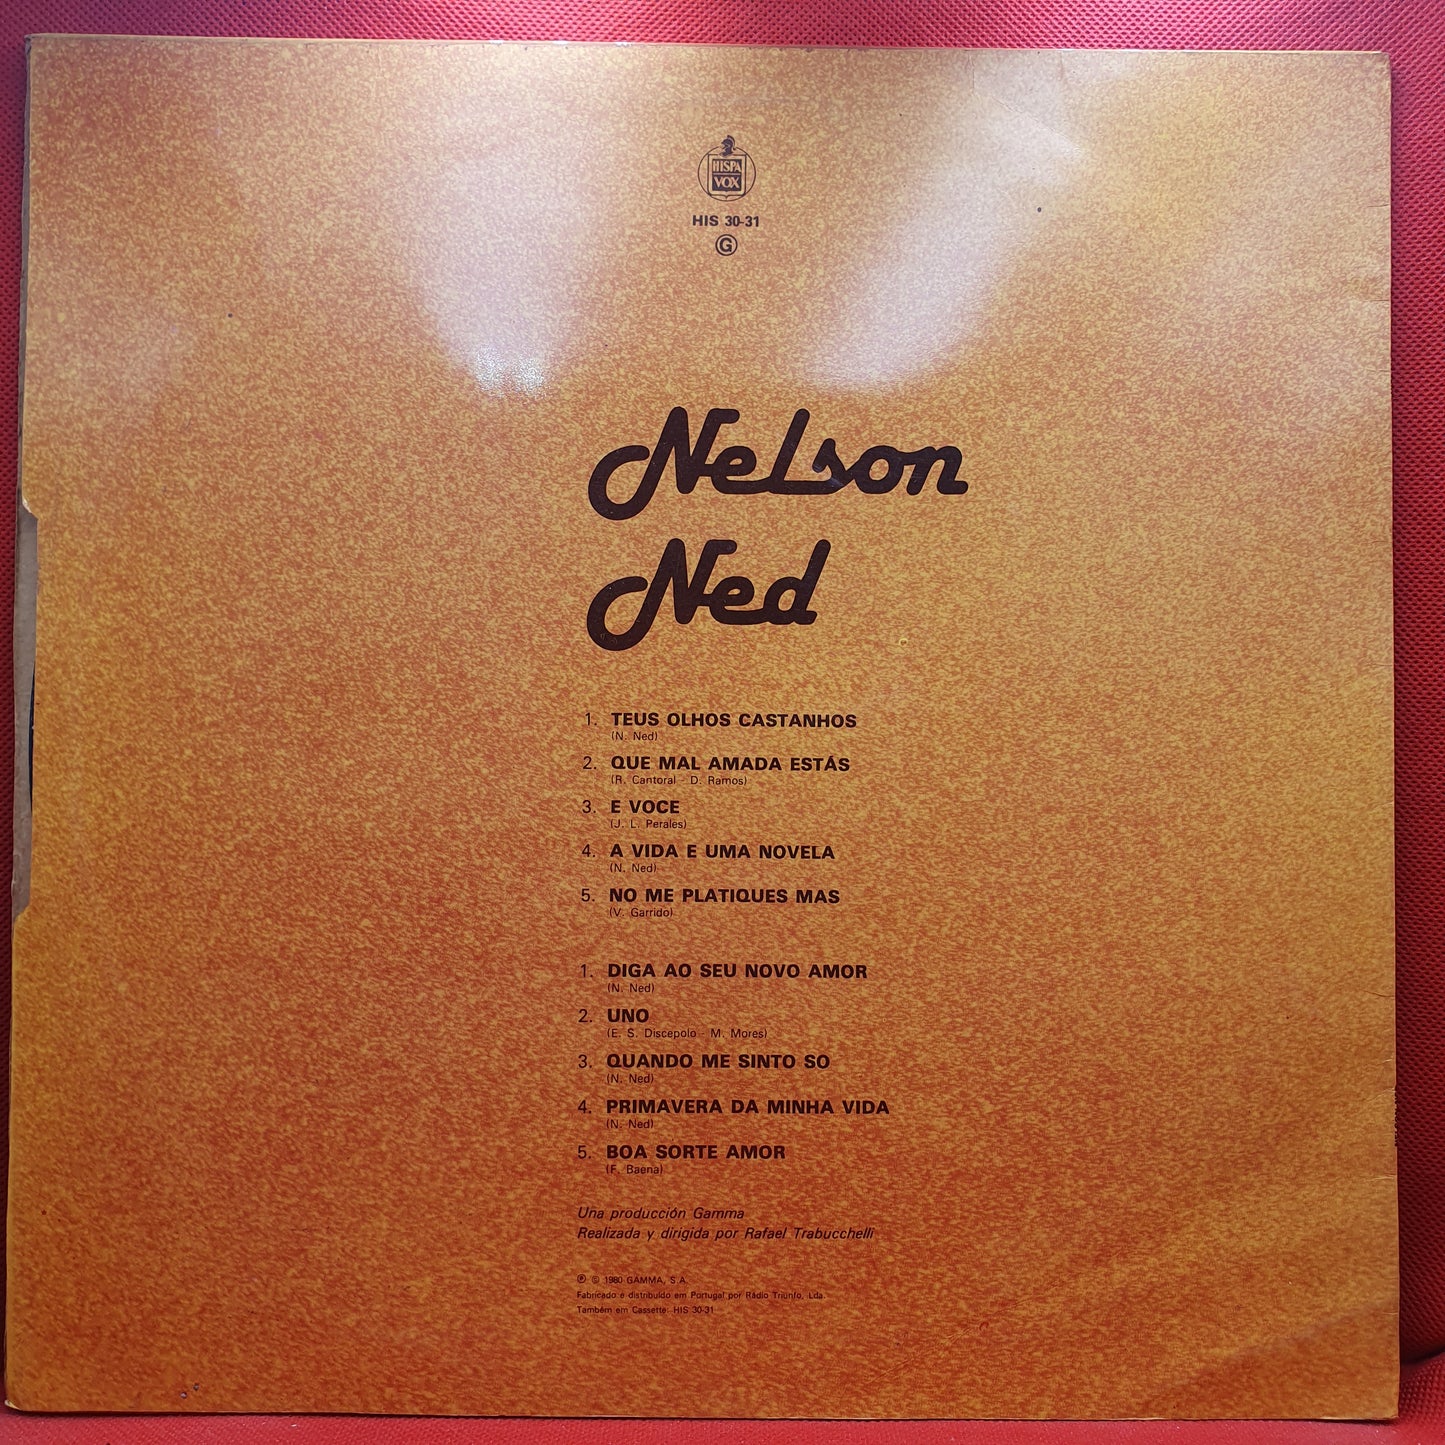 HISPA
VOX
HIS 30-31
G
Nelson
Ned
1. TEUS OLHOS CASTANHOS
(N. Ned)
2. QUE MAL AMADA ESTÁS
(R. Cantoral - D. Ramos)
3. E VOCE
(J. L. Perales)
4. A VIDA E UMA NOVELA
(N. Ned)
5. NO ME PLATIQUES MAS
(V. Garrido)
1. DIGA AO SEU NOVO AMOR
(N. Ned)
2. UNO
(E. S. Discepolo - M. Mores)
3. QUANDO ME SINTO SO
(N. Ned)
4. PRIMAVERA DA MINHA VIDA
(N. Ned)
5. BOA SORTE AMOR
(F. Baena)
Una producción Gamma
Realizada y dirigida por Rafael Trabucchelli
℗ © 1980 GAMMA, S.A.
Fabricado e distribuído em Portugal por Rádio Triunfo, Lda.
Também em Cassette: HIS 30-31